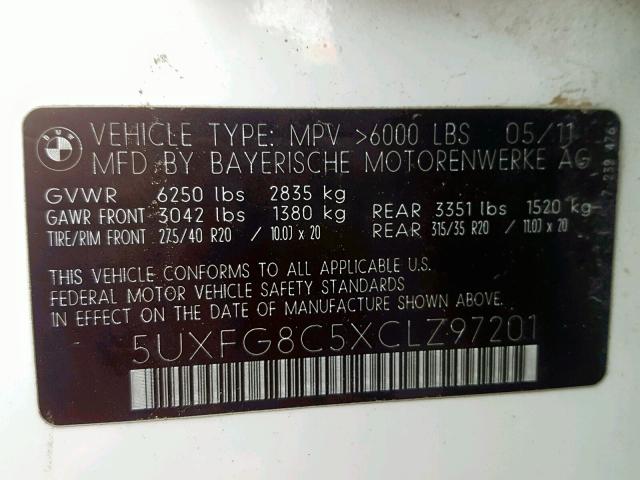 BMW
VEHICLE TYPE: MPV >6000 LBS 05/11
MFD BY BAYERISCHE MOTORENWERKE AG
GVWR 6250 lbs 2835 kg
GAWR FRONT 3042 lbs 1380 kg REAR 3351 lbs 1520 kg
TIRE/RIM FRONT 275/40 R20 / 10.0J x 20 REAR 315/35 R20 / 11.0J x 20
THIS VEHICLE CONFORMS TO ALL APPLICABLE U.S.
FEDERAL MOTOR VEHICLE SAFETY STANDARDS
IN EFFECT ON THE DATE OF MANUFACTURE SHOWN ABOVE.
5UXFG8C5XCLZ97201